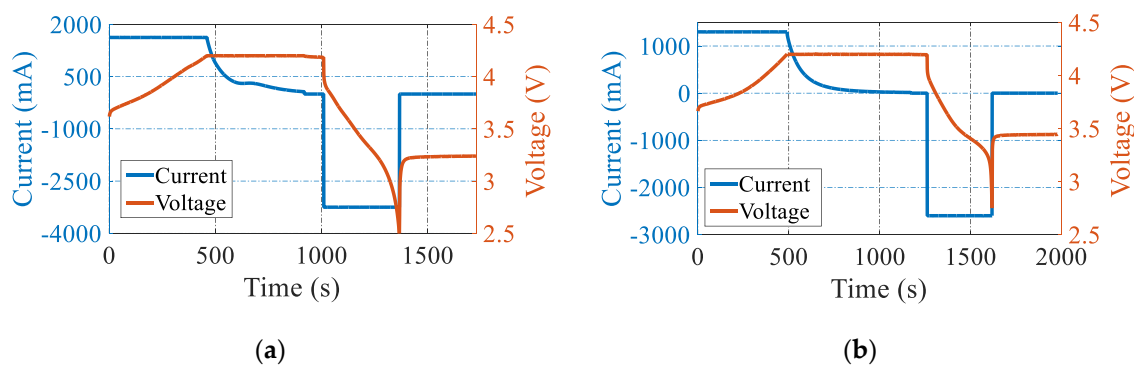 2000
500
-1000
-2500
-4000
Current (mA)
4.5
4
3.5
3
2.5
Voltage (V)
Current
Voltage
0
500
1000
1500
Time (s)
(a)
1000
0
-1000
-2000
-3000
Current (mA)
4.5
4
3.5
3
2.5
Voltage (V)
Current
Voltage
0
500
1000
1500
2000
Time (s)
(b)